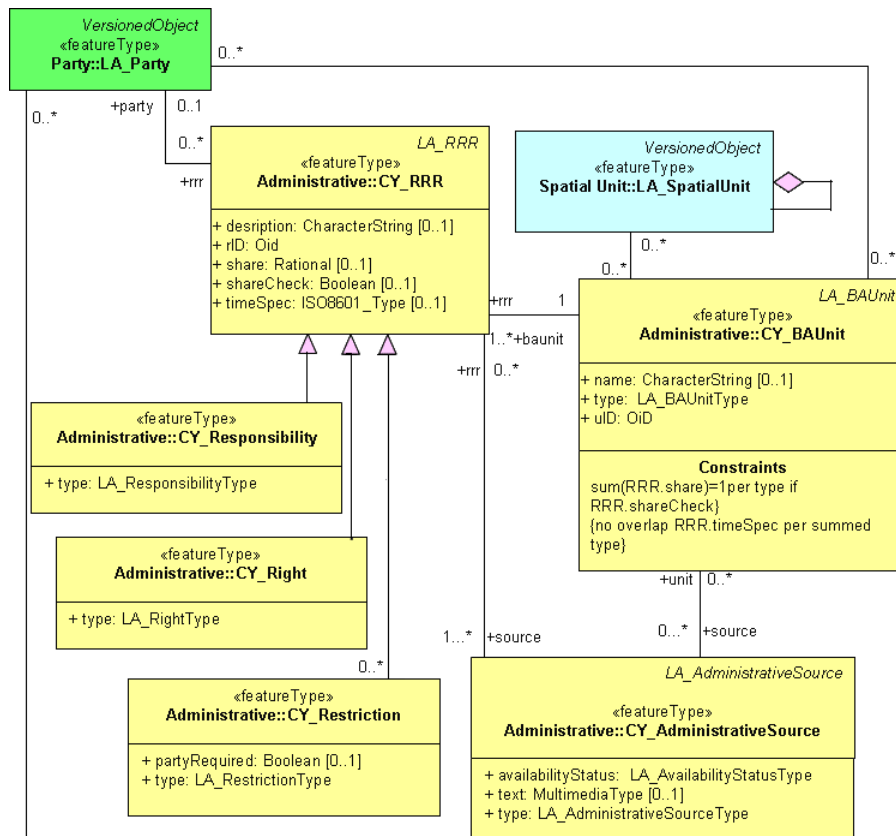 VersionedObject
«featureType»
Party::LA_Party
0..*
+party
0..1
0..*
0..*
+rrr
LA_RRR
«featureType»
Administrative::CY_RRR
+ desription: CharacterString [0..1]
+ rID: Oid
+ share: Rational [0..1]
+ shareCheck: Boolean [0..1]
+ timeSpec: ISO8601_Type [0..1]
VersionedObject
«featureType»
Spatial Unit::LA_SpatialUnit
0..*
0..*
0..*
+rrr
1
1..*
+baunit
+rrr
0..*
LA_BAUnit
«featureType»
Administrative::CY_BAUnit
+ name: CharacterString [0..1]
+ type: LA_BAUnitType
+ uID: OiD
Constraints
sum(RRR.share)=1per type if
RRR.shareCheck}
{no overlap RRR.timeSpec per summed
type}
«featureType»
Administrative::CY_Responsibility
+ type: LA_ResponsibilityType
«featureType»
Administrative::CY_Right
+ type: LA_RightType
0..*
«featureType»
Administrative::CY_Restriction
+ partyRequired: Boolean [0..1]
+ type: LA_RestrictionType
+unit
0..*
1...*
+source
0...*
+source
LA_AdministrativeSource
«featureType»
Administrative::CY_AdministrativeSource
+ availabilityStatus: LA_AvailabilityStatusType
+ text: MultimediaType [0..1]
+ type: LA_AdministrativeSourceType